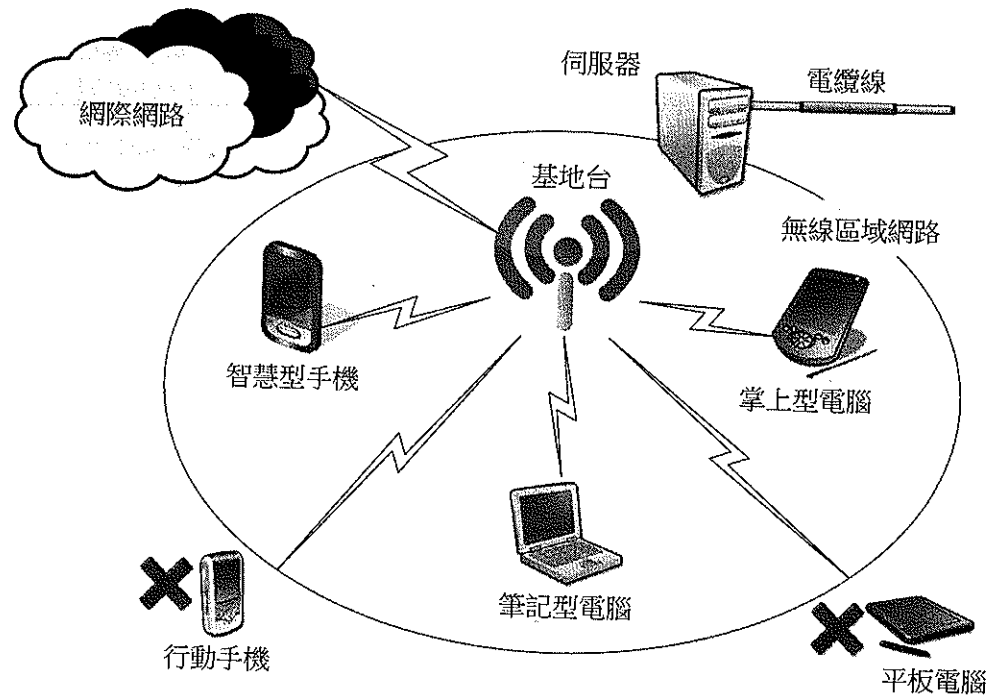 網際網路
伺服器
電纜線
基地台
無線區域網路
智慧型手機
掌上型電腦
筆記型電腦
行動手機
平板電腦